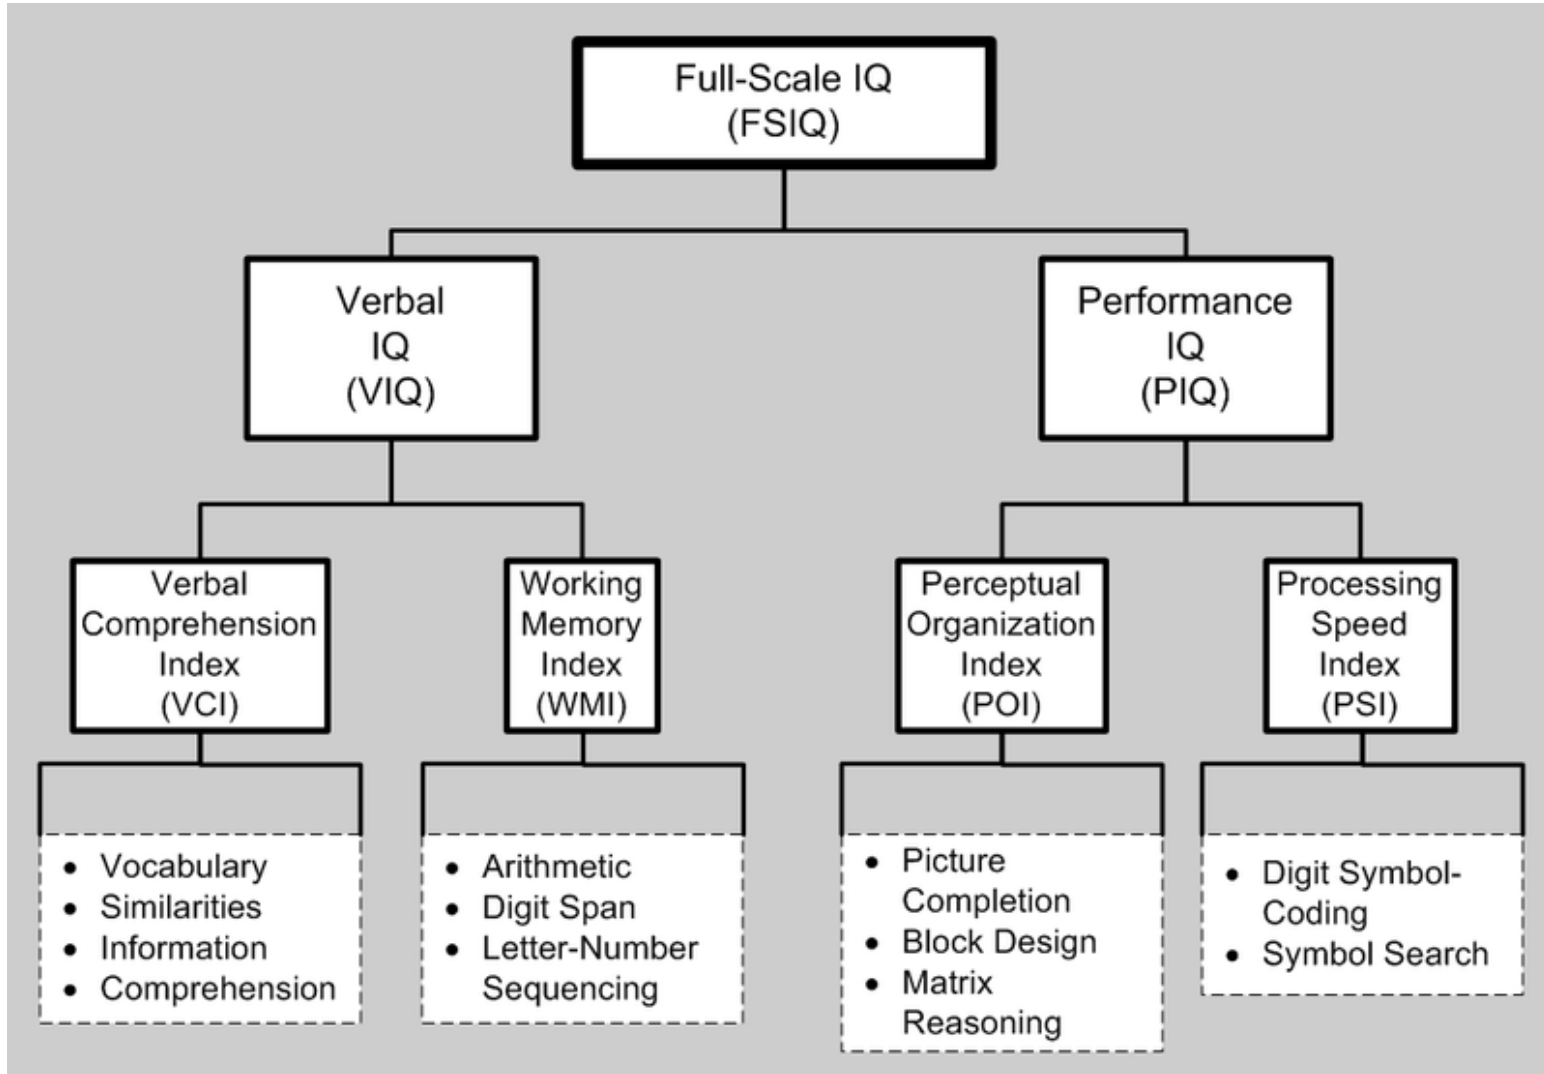 Full-Scale IQ
(FSIQ)
Verbal
IQ
(VIQ)
Performance
IQ
(PIQ)
Verbal
Comprehension
Index
(VCI)
Working
Memory
Index
(WMI)
Perceptual
Organization
Index
(POI)
Processing
Speed
Index
(PSI)
• Vocabulary
• Similarities
• Information
• Comprehension
• Arithmetic
• Digit Span
• Letter-Number
Sequencing
• Picture
Completion
• Block Design
• Matrix
Reasoning
• Digit Symbol-
Coding
• Symbol Search